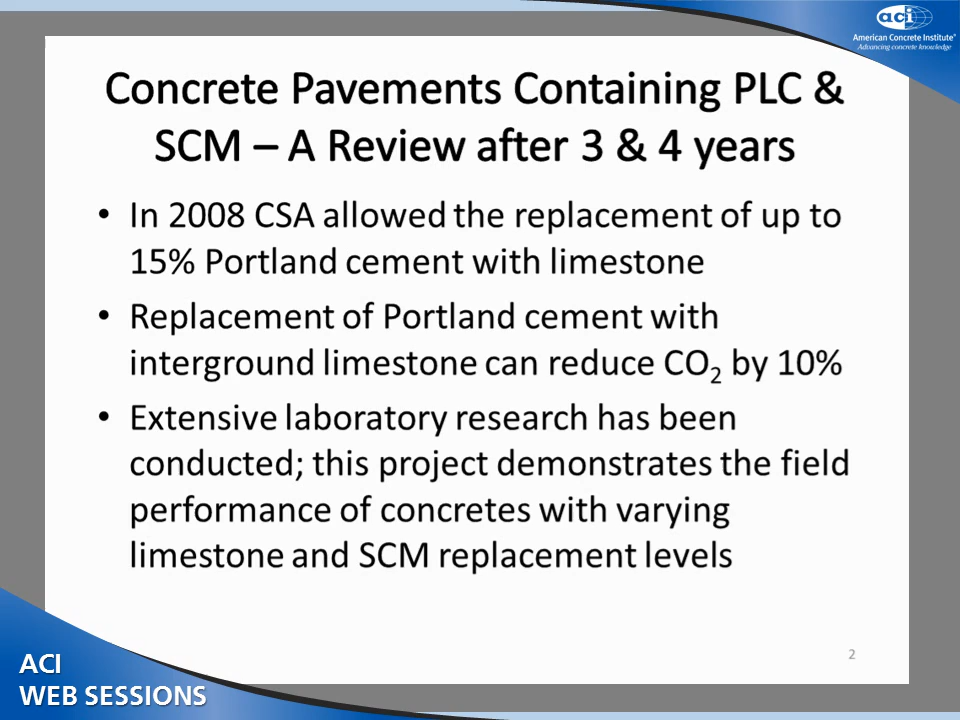 aci
American Concrete Institute®
Advancing concrete knowledge
Concrete Pavements Containing PLC &
SCM – A Review after 3 & 4 years
• In 2008 CSA allowed the replacement of up to
15% Portland cement with limestone
• Replacement of Portland cement with
interground limestone can reduce CO₂ by 10%
• Extensive laboratory research has been
conducted; this project demonstrates the field
performance of concretes with varying
limestone and SCM replacement levels
2
ACI
WEB SESSIONS